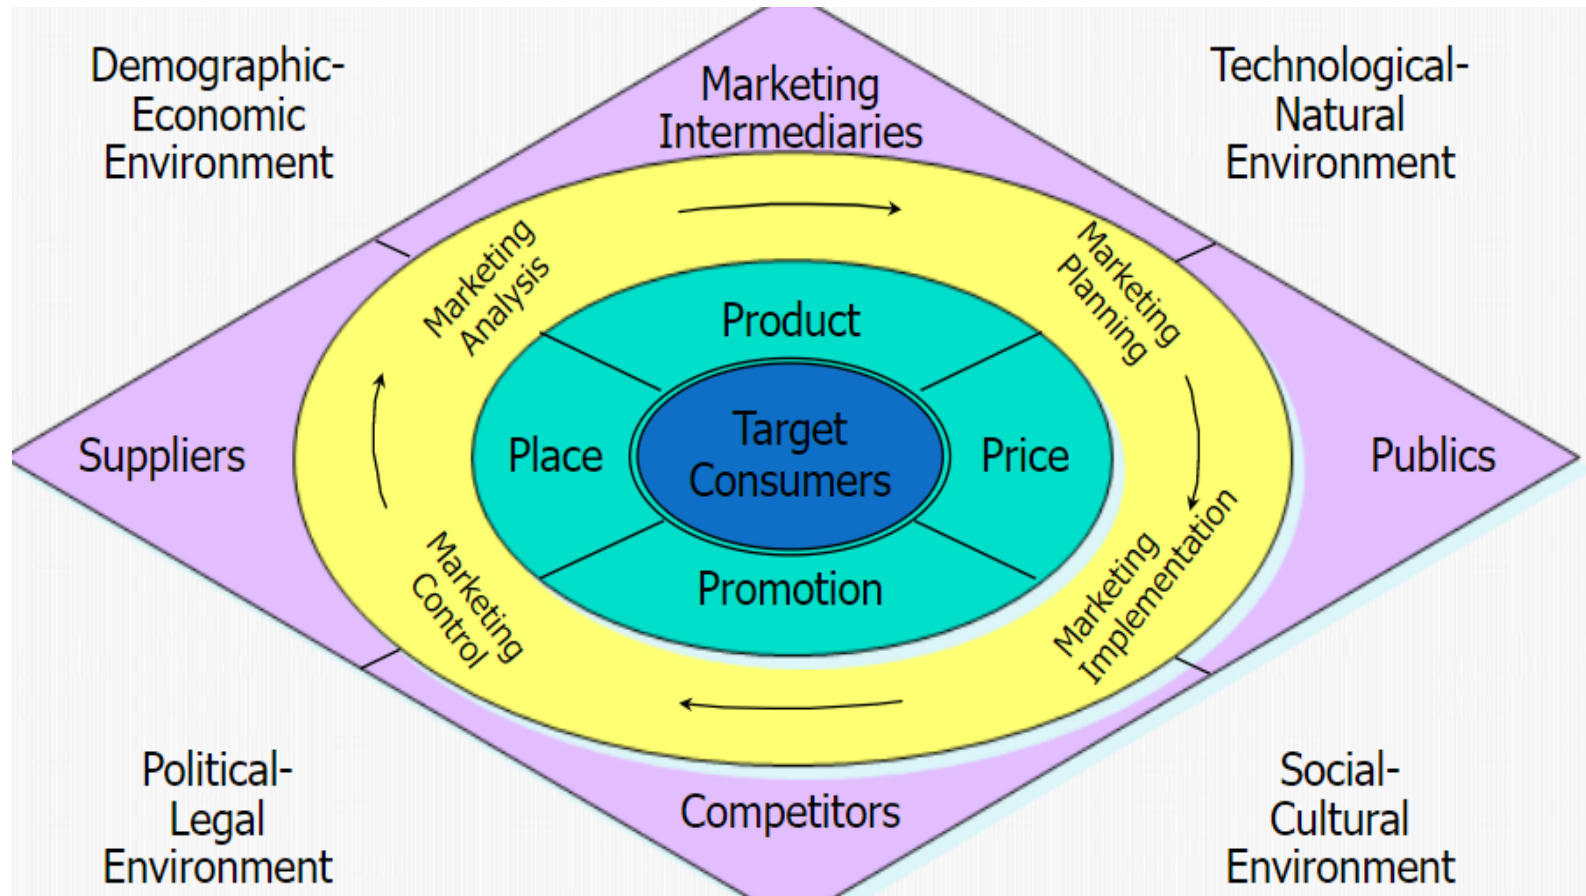 Demographic-
Economic
Environment
Marketing
Intermediaries
Technological-
Natural
Environment
Marketing
Analysis
Marketing
Planning
Product
Suppliers
Place
Target
Consumers
Price
Publics
Marketing
Control
Promotion
Marketing
Implementation
Political-
Legal
Environment
Competitors
Social-
Cultural
Environment